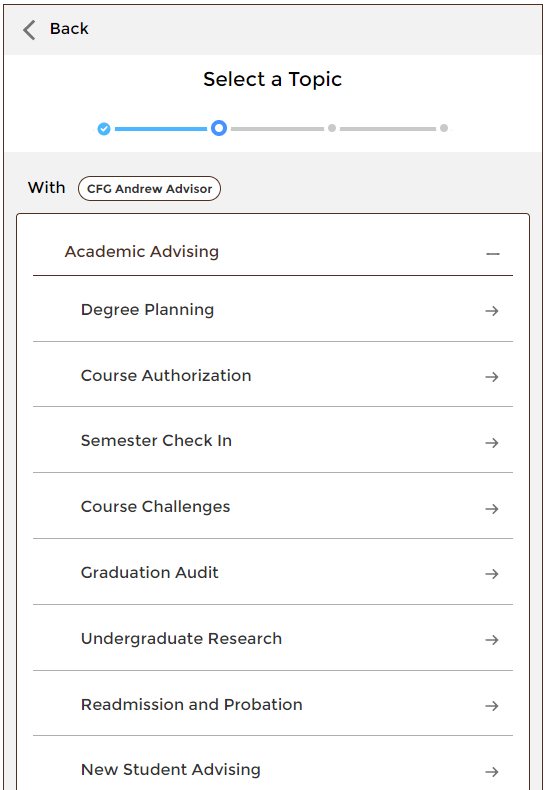 Back
Select a Topic
With CFG Andrew Advisor
Academic Advising
Degree Planning
Course Authorization
Semester Check In
Course Challenges
Graduation Audit
Undergraduate Research
Readmission and Probation
New Student Advising